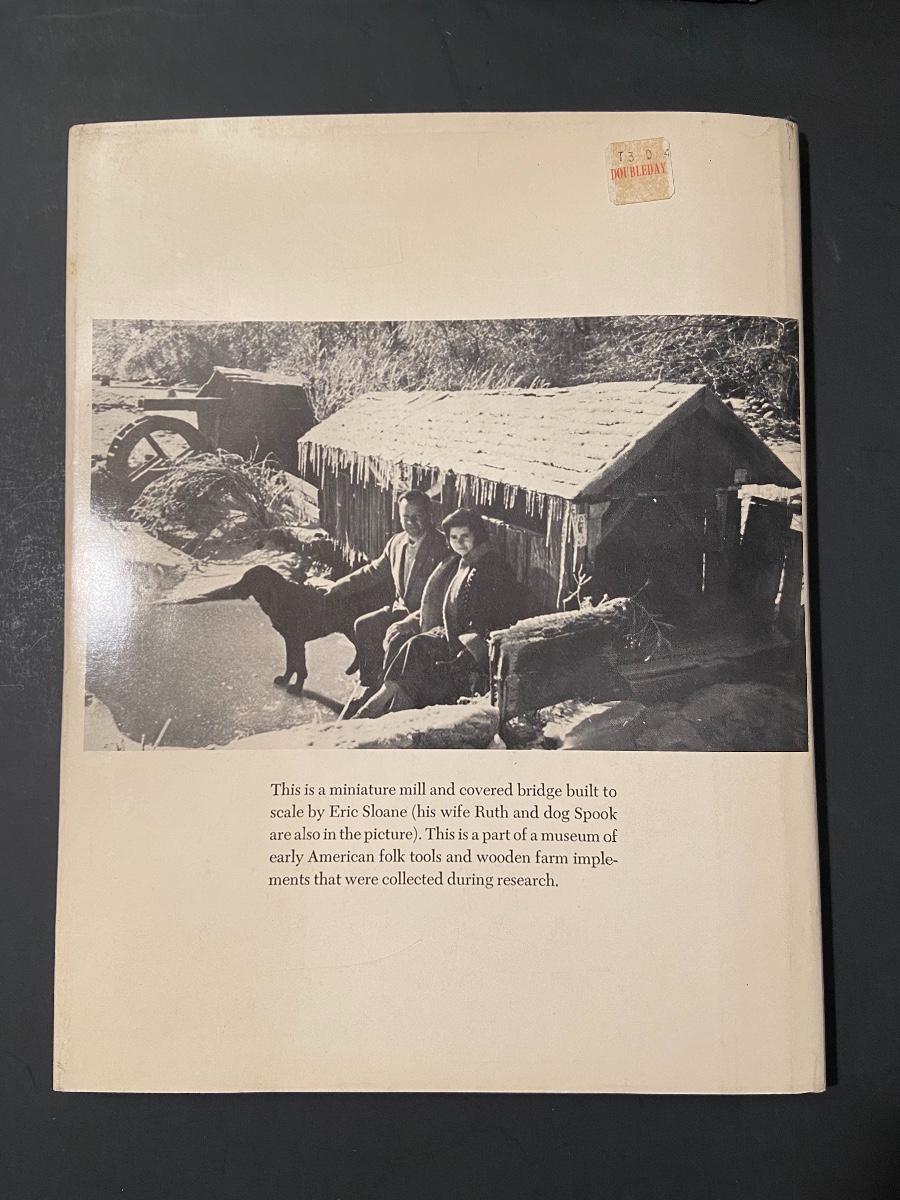 T3 D 4
DOUBLEDAY
This is a miniature mill and covered bridge built to
scale by Eric Sloane (his wife Ruth and dog Spook
are also in the picture). This is a part of a museum of
early American folk tools and wooden farm imple-
ments that were collected during research.